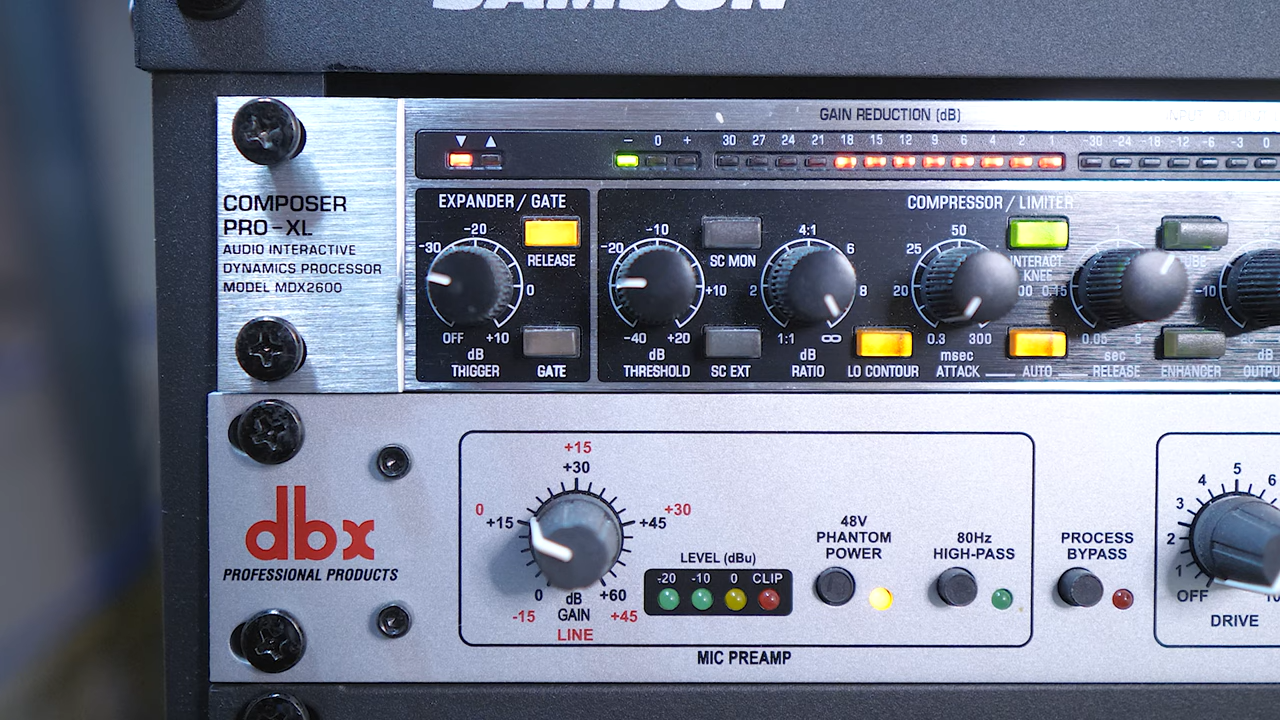 SAMSON
GAIN REDUCTION (dB)
– 0 + 30 27 24 21 18 15 12 9 6 4 2 1 -30 -24 -18 -12 -6 -3 0
COMPOSER
PRO-XL
AUDIO INTERACTIVE
DYNAMICS PROCESSOR
MODEL MDX2600
EXPANDER / GATE
-20
-30
0
OFF +10
dB
TRIGGER
RELEASE
GATE
COMPRESSOR / LIMITER
-10
-20
+10
-40 +20
dB
THRESHOLD
SC MON
SC EXT
4:1
6
2 8
1:1 ∞
dB
RATIO
LO CONTOUR
50
25
20
0.3 300
msec
ATTACK
INTERACT
KNEE
AUTO
0.05 5
sec
RELEASE
ENHANCER
-10
dB
dbx
PROFESSIONAL PRODUCTS
+15
+30
0 +15 +45 +30
0 dB +60
GAIN
-15 +45
LINE
LEVEL (dBu)
-20 -10 0 CLIP
48V
PHANTOM
POWER
80Hz
HIGH-PASS
MIC PREAMP
PROCESS
BYPASS
5
4 6
3
2
1
OFF 10
DRIVE